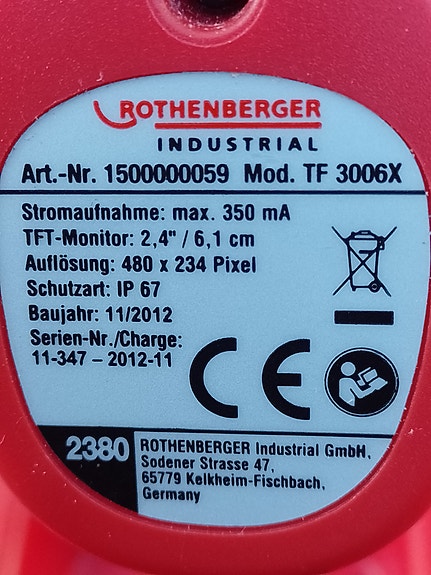 ROTHENBERGER
INDUSTRIAL
Art.-Nr. 1500000059 Mod. TF 3006X
Stromaufnahme: max. 350 mA
TFT-Monitor: 2,4" / 6,1 cm
Auflösung: 480 x 234 Pixel
Schutzart: IP 67
Baujahr: 11/2012
Serien-Nr./Charge:
11-347 – 2012-11
CE
2380
ROTHENBERGER Industrial GmbH,
Sodener Strasse 47,
65779 Kelkheim-Fischbach,
Germany